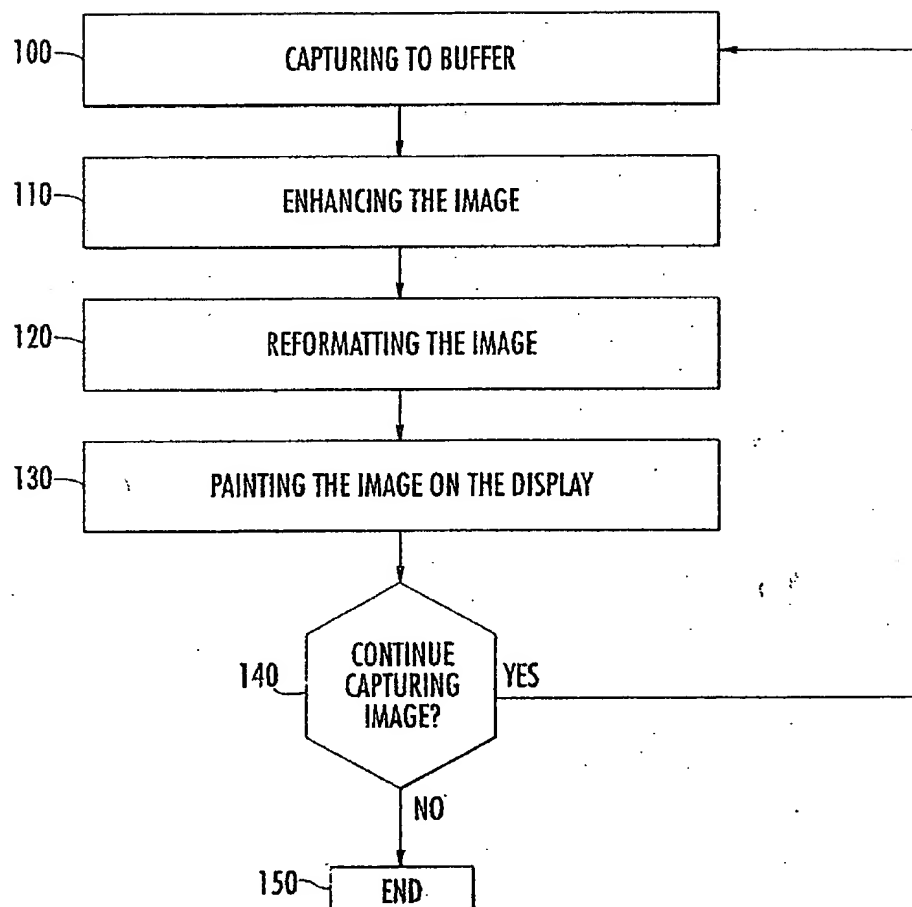 100
CAPTURING TO BUFFER
110
ENHANCING THE IMAGE
120
REFORMATTING THE IMAGE
130
PAINTING THE IMAGE ON THE DISPLAY
140
CONTINUE
CAPTURING
IMAGE?
YES
NO
150
END